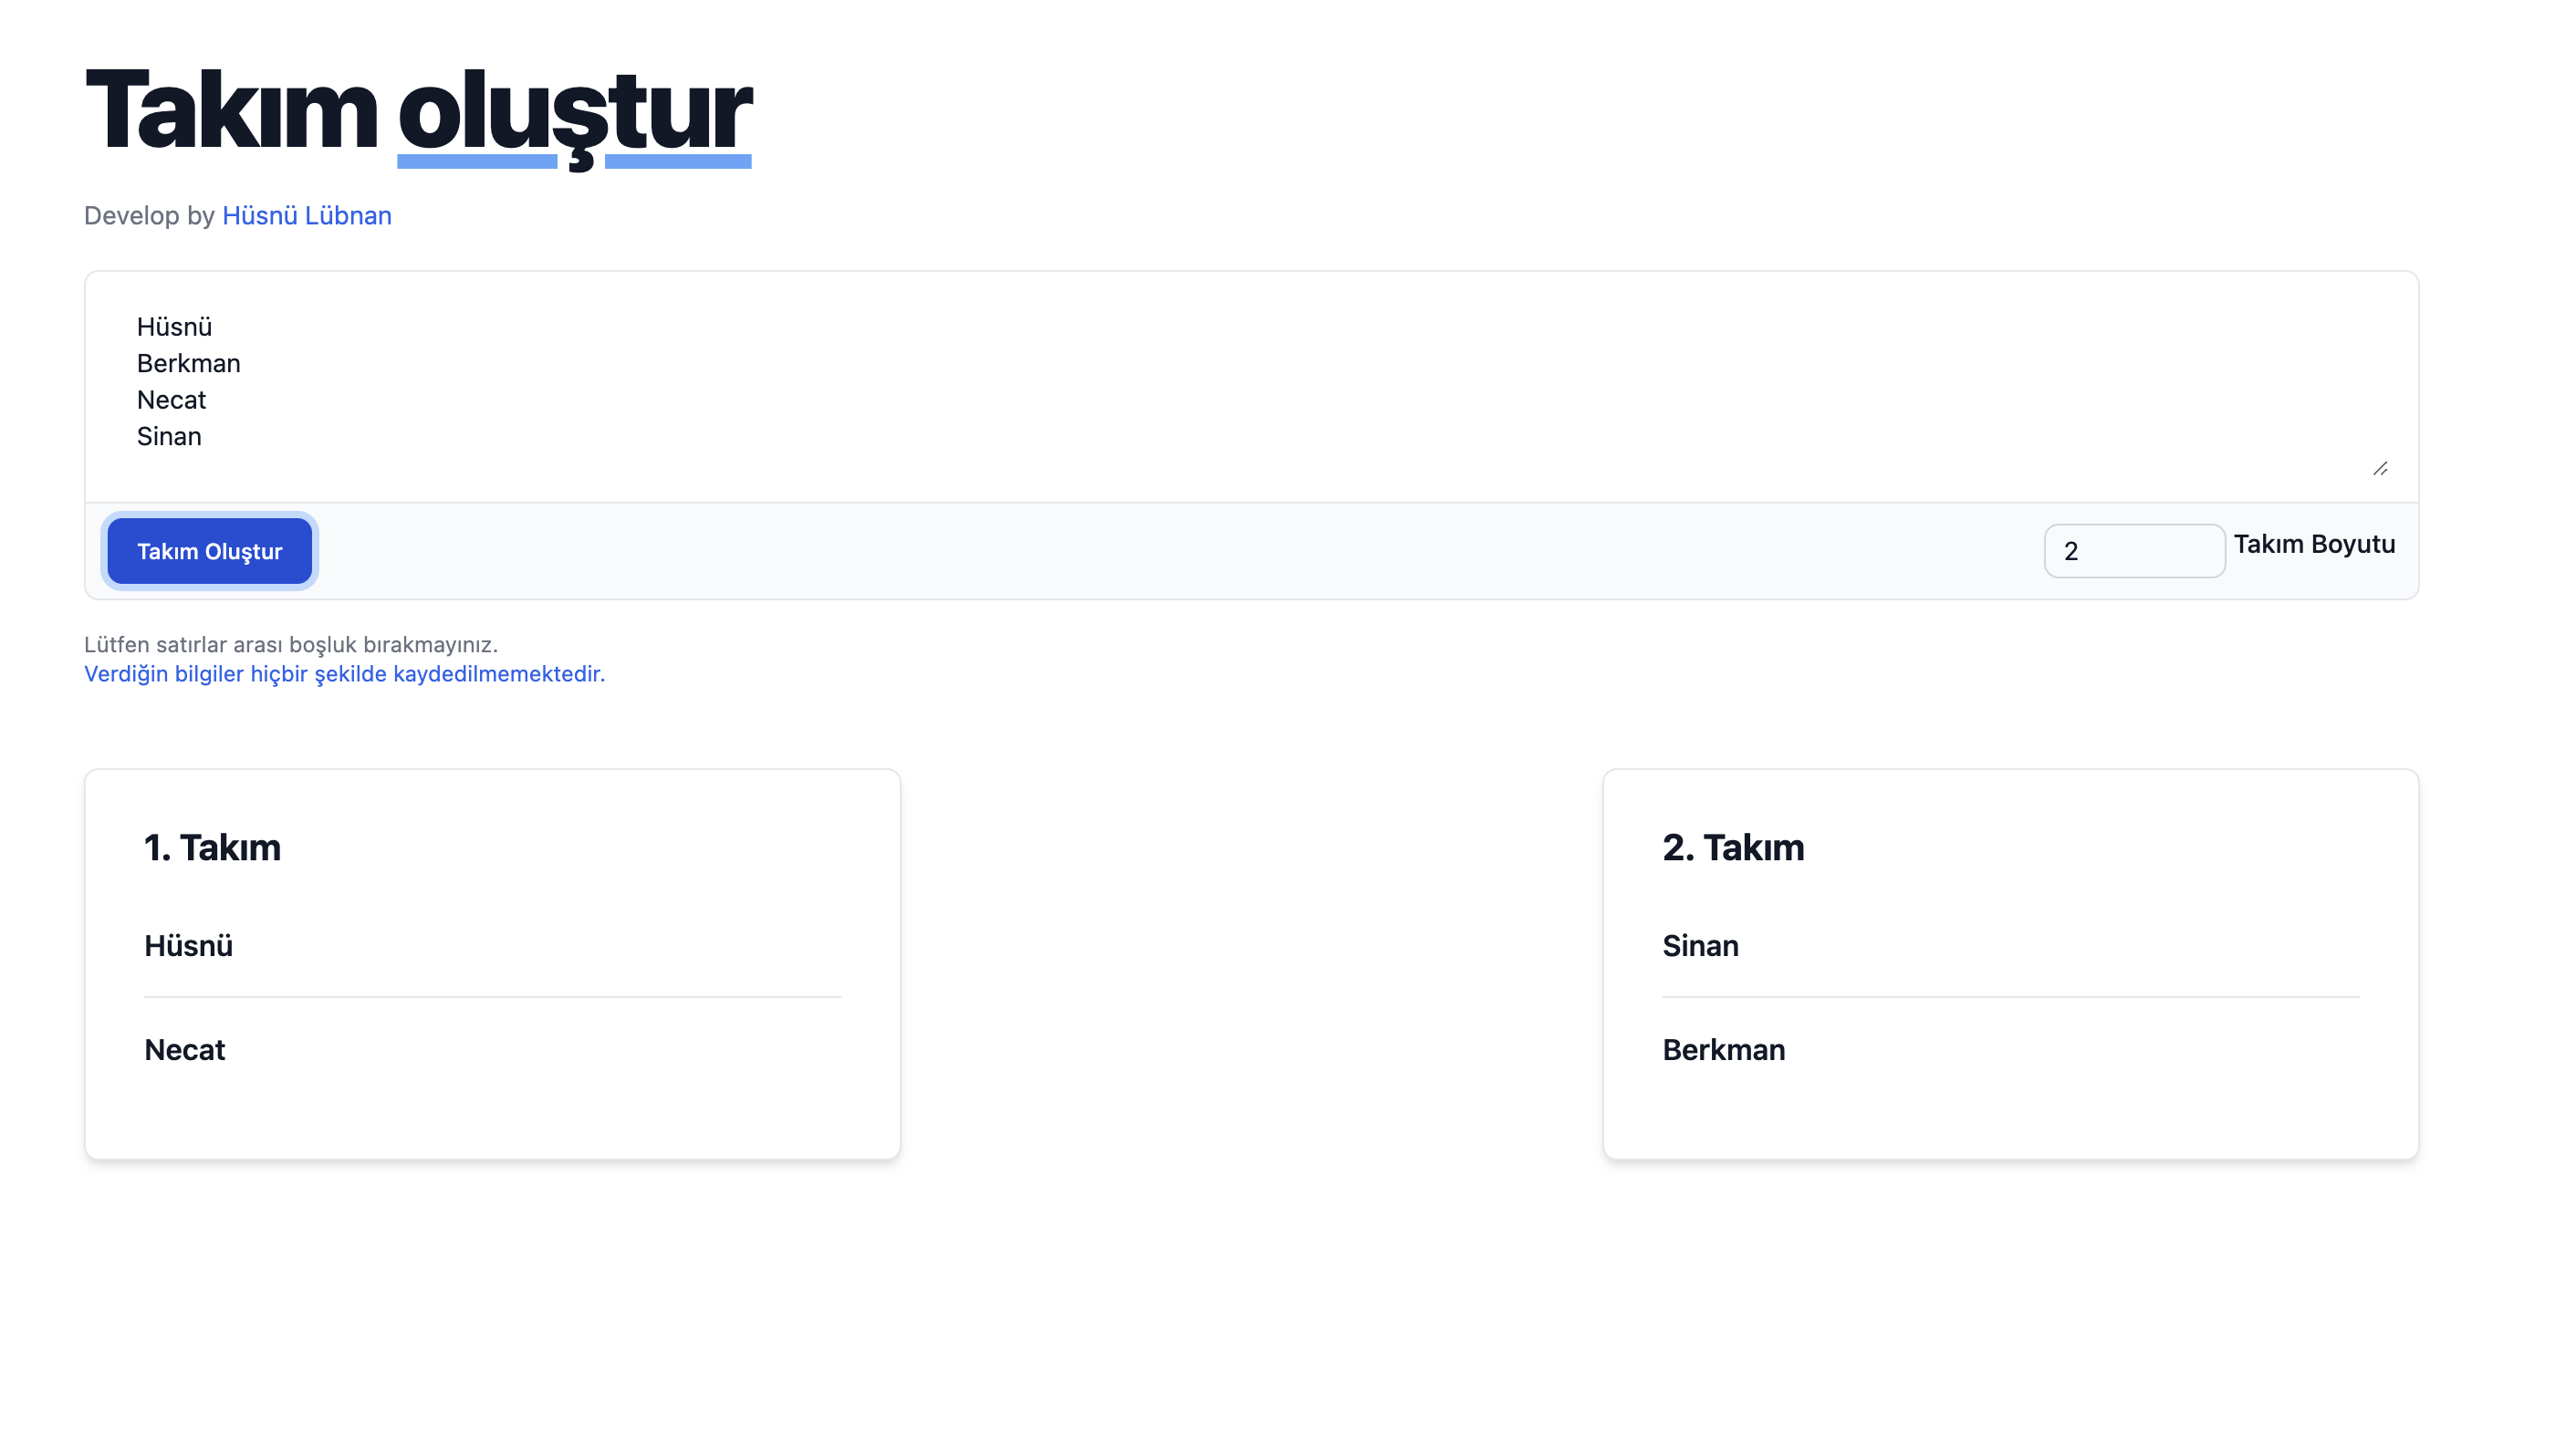 Takım oluştur
Develop by Hüsnü Lübnan
Hüsnü
Berkman
Necat
Sinan
Takım Oluştur
2 Takım Boyutu
Lütfen satırlar arası boşluk bırakmayınız.
Verdiğin bilgiler hiçbir şekilde kaydedilmemektedir.
1. Takım
Hüsnü
Necat
2. Takım
Sinan
Berkman